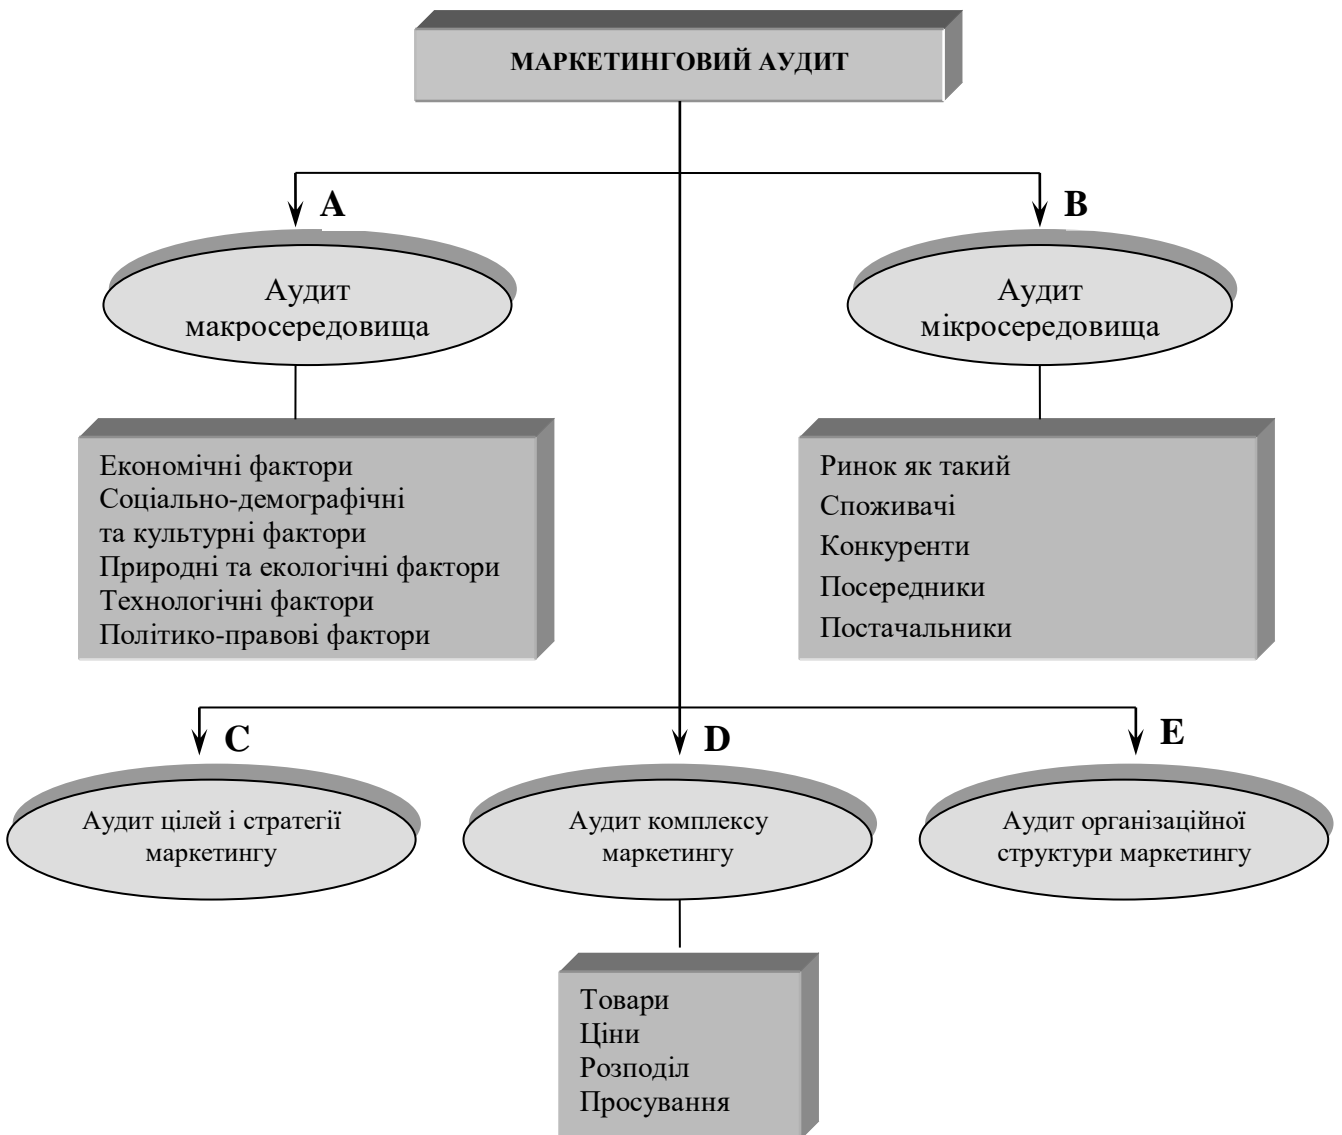 МАРКЕТИНГОВИЙ АУДИТ
A
B
Аудит
макросередовища
Аудит
мікросередовища
Економічні фактори
Соціально-демографічні
та культурні фактори
Природні та екологічні фактори
Технологічні фактори
Політико-правові фактори
Ринок як такий
Споживачі
Конкуренти
Посередники
Постачальники
C
D
E
Аудит цілей і стратегії
маркетингу
Аудит комплексу
маркетингу
Аудит організаційної
структури маркетингу
Товари
Ціни
Розподіл
Просування